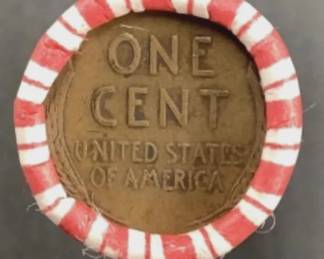 ONE
CENT
UNITED STATES
OF AMERICA